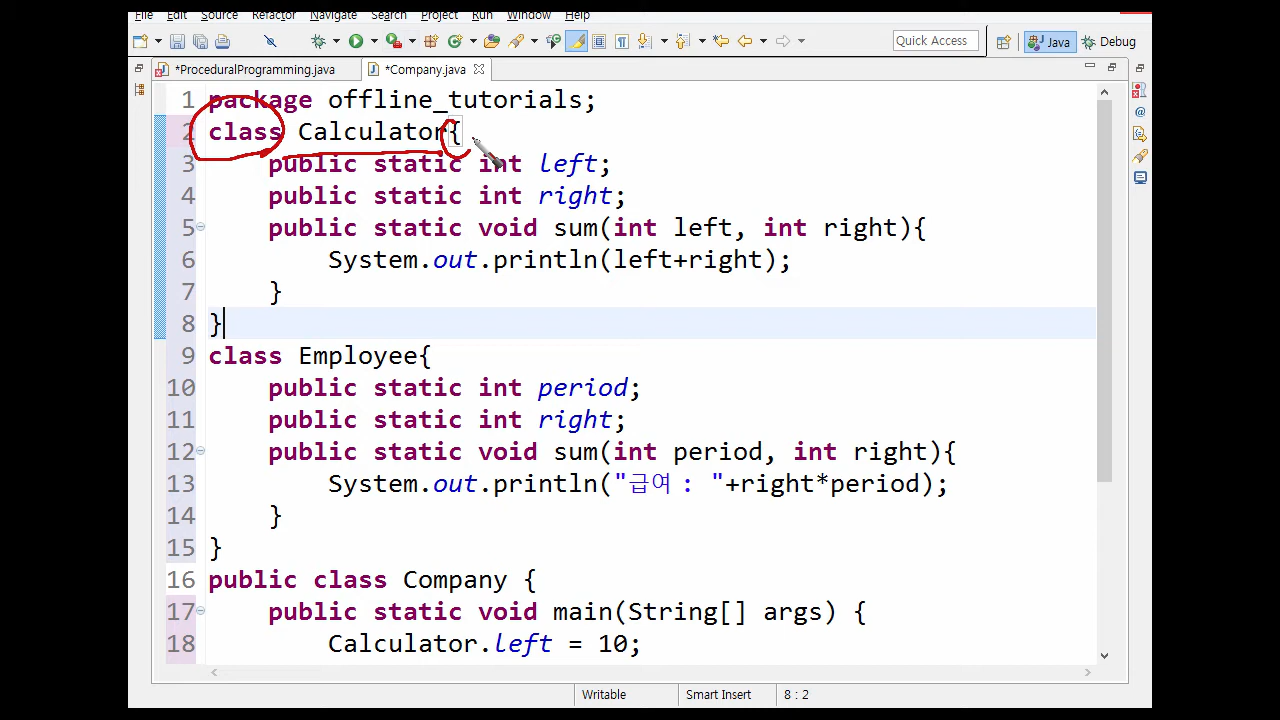 File Edit Source Refactor Navigate Search Project Run Window Help
Quick Access Java Debug
*ProceduralProgramming.java *Company.java
1 package offline_tutorials;
2 class Calculator{
3 public static int left;
4 public static int right;
5 public static void sum(int left, int right){
6 System.out.println(left+right);
7 }
8 }
9 class Employee{
10 public static int period;
11 public static int right;
12 public static void sum(int period, int right){
13 System.out.println("급여 : "+right*period);
14 }
15 }
16 public class Company {
17 public static void main(String[] args) {
18 Calculator.left = 10;
Writable Smart Insert 8 : 2